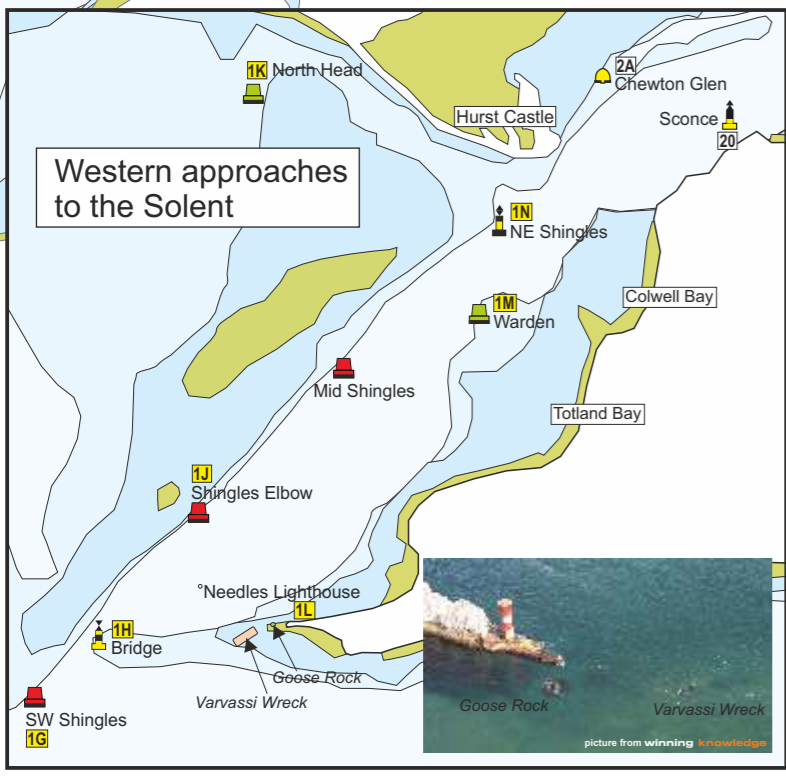 1K North Head
2A
Chewton Glen
Hurst Castle
Sconce
20
Western approaches
to the Solent
1N
NE Shingles
Colwell Bay
1M
Warden
Mid Shingles
Totland Bay
1J
Shingles Elbow
°Needles Lighthouse
1L
1H
Bridge
Goose Rock
Varvassi Wreck
SW Shingles
1G
Goose Rock
Varvassi Wreck
picture from winning knowledge